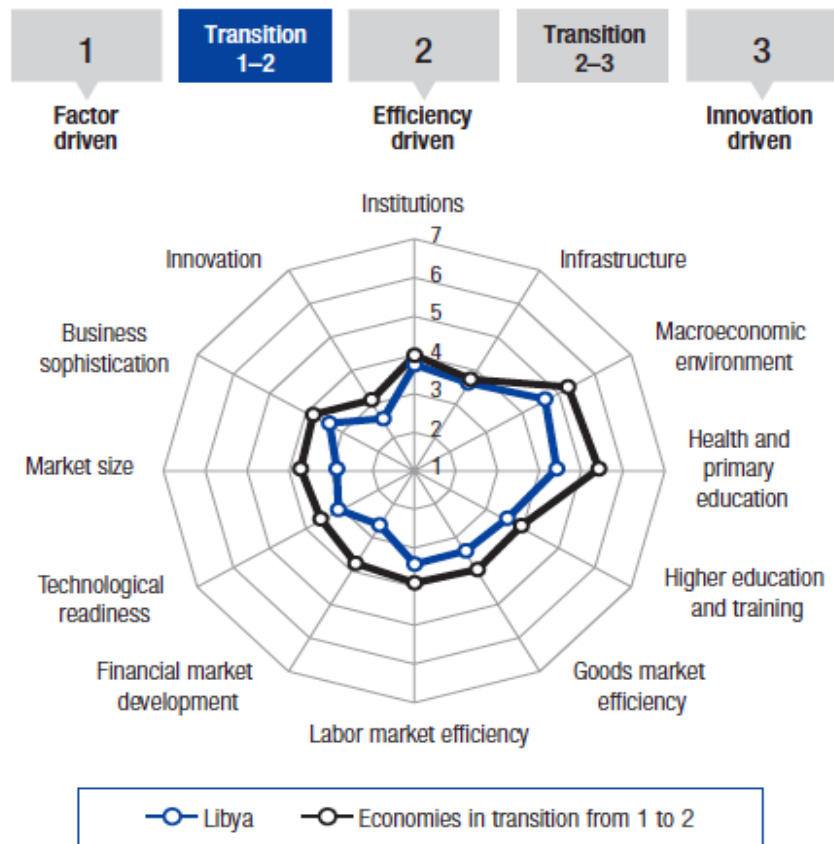 1
Transition
1–2
2
Transition
2–3
3
Factor
driven
Efficiency
driven
Innovation
driven
Institutions
7
Innovation
Infrastructure
6
5
Business
sophistication
Macroeconomic
environment
4
3
Market size
2
1
Health and
primary
education
Technological
readiness
Higher education
and training
Financial market
development
Goods market
efficiency
Labor market efficiency
Libya
Economies in transition from 1 to 2